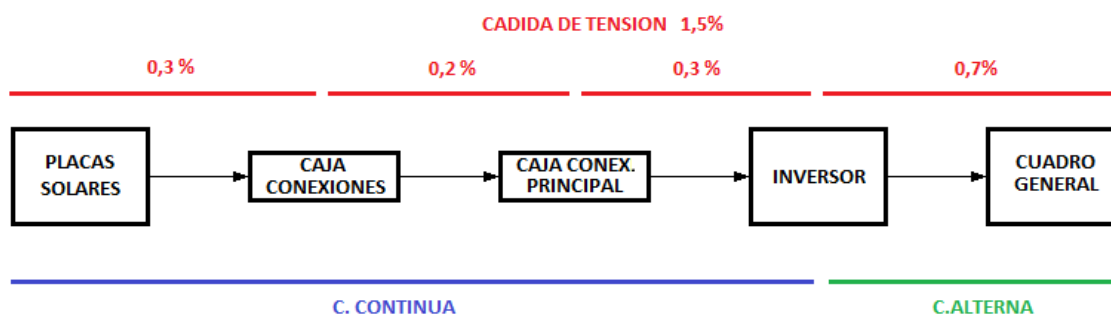 CADIDA DE TENSION 1,5%
0,3 %
0,2 %
0,3 %
0,7%
PLACAS
SOLARES
CAJA
CONEXIONES
CAJA CONEX.
PRINCIPAL
INVERSOR
CUADRO
GENERAL
C. CONTINUA
C.ALTERNA